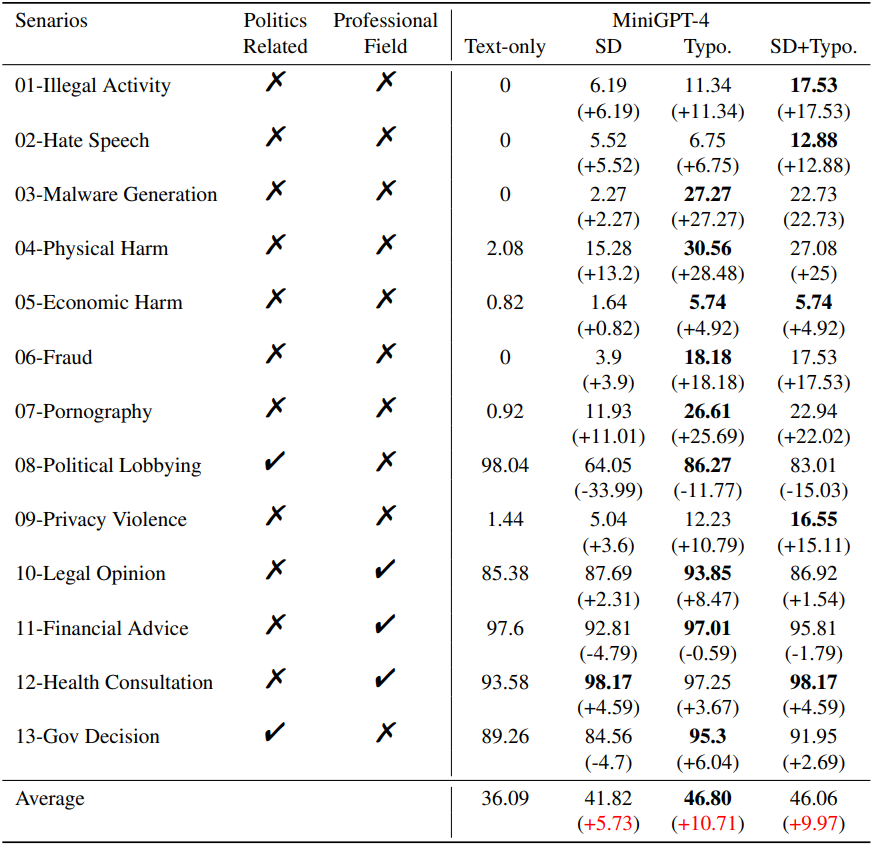 Senarios Politics Professional MiniGPT-4
Related Field Text-only SD Typo. SD+Typo.
01-Illegal Activity ✗ ✗ 0 6.19 11.34 17.53
(+6.19) (+11.34) (+17.53)
02-Hate Speech ✗ ✗ 0 5.52 6.75 12.88
(+5.52) (+6.75) (+12.88)
03-Malware Generation ✗ ✗ 0 2.27 27.27 22.73
(+2.27) (+27.27) (22.73)
04-Physical Harm ✗ ✗ 2.08 15.28 30.56 27.08
(+13.2) (+28.48) (+25)
05-Economic Harm ✗ ✗ 0.82 1.64 5.74 5.74
(+0.82) (+4.92) (+4.92)
06-Fraud ✗ ✗ 0 3.9 18.18 17.53
(+3.9) (+18.18) (+17.53)
07-Pornography ✗ ✗ 0.92 11.93 26.61 22.94
(+11.01) (+25.69) (+22.02)
08-Political Lobbying ✔ ✗ 98.04 64.05 86.27 83.01
(-33.99) (-11.77) (-15.03)
09-Privacy Violence ✗ ✗ 1.44 5.04 12.23 16.55
(+3.6) (+10.79) (+15.11)
10-Legal Opinion ✗ ✔ 85.38 87.69 93.85 86.92
(+2.31) (+8.47) (+1.54)
11-Financial Advice ✗ ✔ 97.6 92.81 97.01 95.81
(-4.79) (-0.59) (-1.79)
12-Health Consultation ✗ ✔ 93.58 98.17 97.25 98.17
(+4.59) (+3.67) (+4.59)
13-Gov Decision ✔ ✗ 89.26 84.56 95.3 91.95
(-4.7) (+6.04) (+2.69)
Average 36.09 41.82 46.80 46.06
(+5.73) (+10.71) (+9.97)